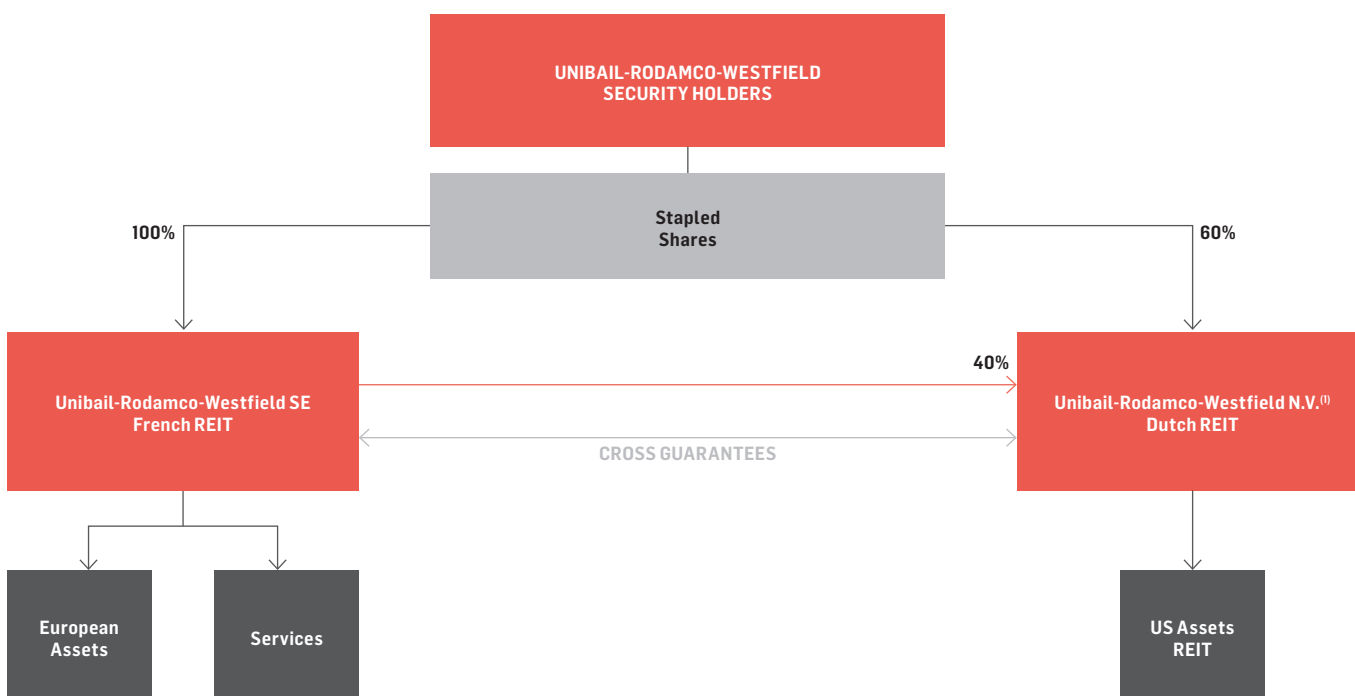 UNIBAIL-RODAMCO-WESTFIELD
SECURITY HOLDERS
Stapled
Shares
100%
60%
40%
Unibail-Rodamco-Westfield SE
French REIT
Unibail-Rodamco-Westfield N.V.(1)
Dutch REIT
CROSS GUARANTEES
European
Assets
Services
US Assets
REIT